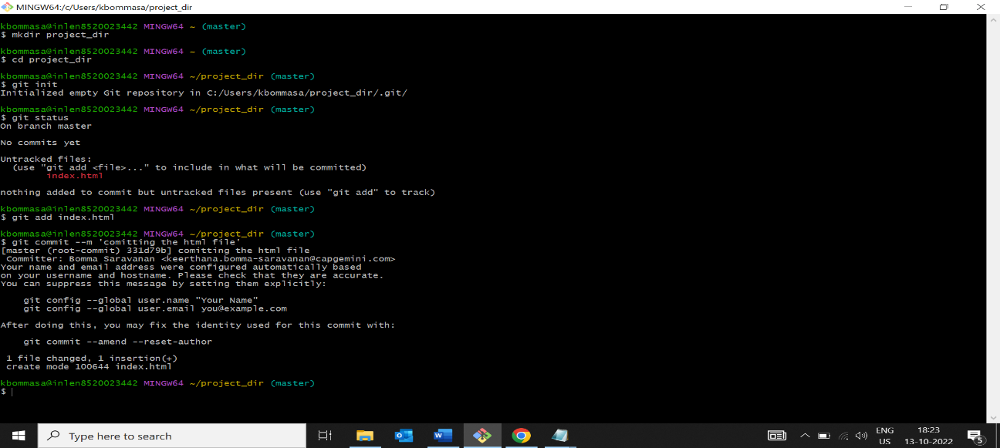 MINGW64:/c/Users/kbommasa/project_dir
kbommasa@inlen8520023442 MINGW64 ~ (master)
$ mkdir project_dir
kbommasa@inlen8520023442 MINGW64 ~ (master)
$ cd project_dir
kbommasa@inlen8520023442 MINGW64 ~/project_dir (master)
$ git init
Initialized empty Git repository in C:/Users/kbommasa/project_dir/.git/
kbommasa@inlen8520023442 MINGW64 ~/project_dir (master)
$ git status
On branch master
No commits yet
Untracked files:
(use "git add <file>..." to include in what will be committed)
index.html
nothing added to commit but untracked files present (use "git add" to track)
kbommasa@inlen8520023442 MINGW64 ~/project_dir (master)
$ git add index.html
kbommasa@inlen8520023442 MINGW64 ~/project_dir (master)
$ git commit --m 'comitting the html file'
[master (root-commit) 331d79b] comitting the html file
Committer: Bomma Saravanan <keerthana.bomma-saravanan@capgemini.com>
Your name and email address were configured automatically based
on your username and hostname. Please check that they are accurate.
You can suppress this message by setting them explicitly:
git config --global user.name "Your Name"
git config --global user.email you@example.com
After doing this, you may fix the identity used for this commit with:
git commit --amend --reset-author
1 file changed, 1 insertion(+)
create mode 100644 index.html
kbommasa@inlen8520023442 MINGW64 ~/project_dir (master)
$
Type here to search
ENG
US
18:23
13-10-2022
5